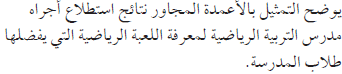 يوضح التمثيل بالأعمدة المجاور نتائج استطلاع أجراه
مدرس التربية الرياضية لمعرفة اللعبة الرياضية التي يفضلها
طلاب المدرسة.